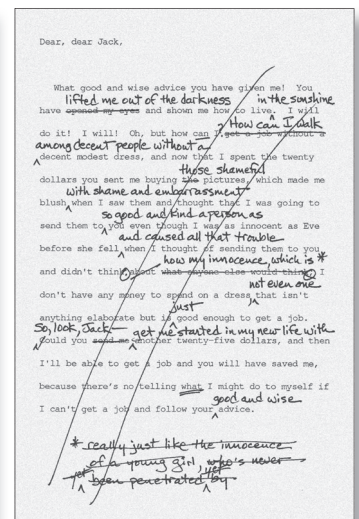 Dear, dear Jack,
What good and wise advice you have given me! You
lifted me out of the darkness in the sunshine
have opened my eyes and shown me how to live. I will
How can I walk
do it! I will! Oh, but how can I get a job without a
among decent people without a
decent modest dress, and now that I spent the twenty
those shameful
dollars you sent me buying the pictures, which made me
with shame and embarrassment
blush when I saw them and thought that I was going to
so good and kind a person as
send them to you even though I was as innocent as Eve
and caused all that trouble
before she fell when I thought of sending them to you
how my innocence, which is *
and didn't think about what anyone else would think, I
not even one
don't have any money to spend on a dress that isn't
just
anything elaborate but is good enough to get a job.
So, look, Jack— get me started in my new life with
Could you send me another twenty-five dollars, and then
I'll be able to get a job and you will have saved me,
because there's no telling what I might do to myself if
good and wise
I can't get a job and follow your advice.
* really just like the innocence
of a young girl, who's never
yet yet
been penetrated by